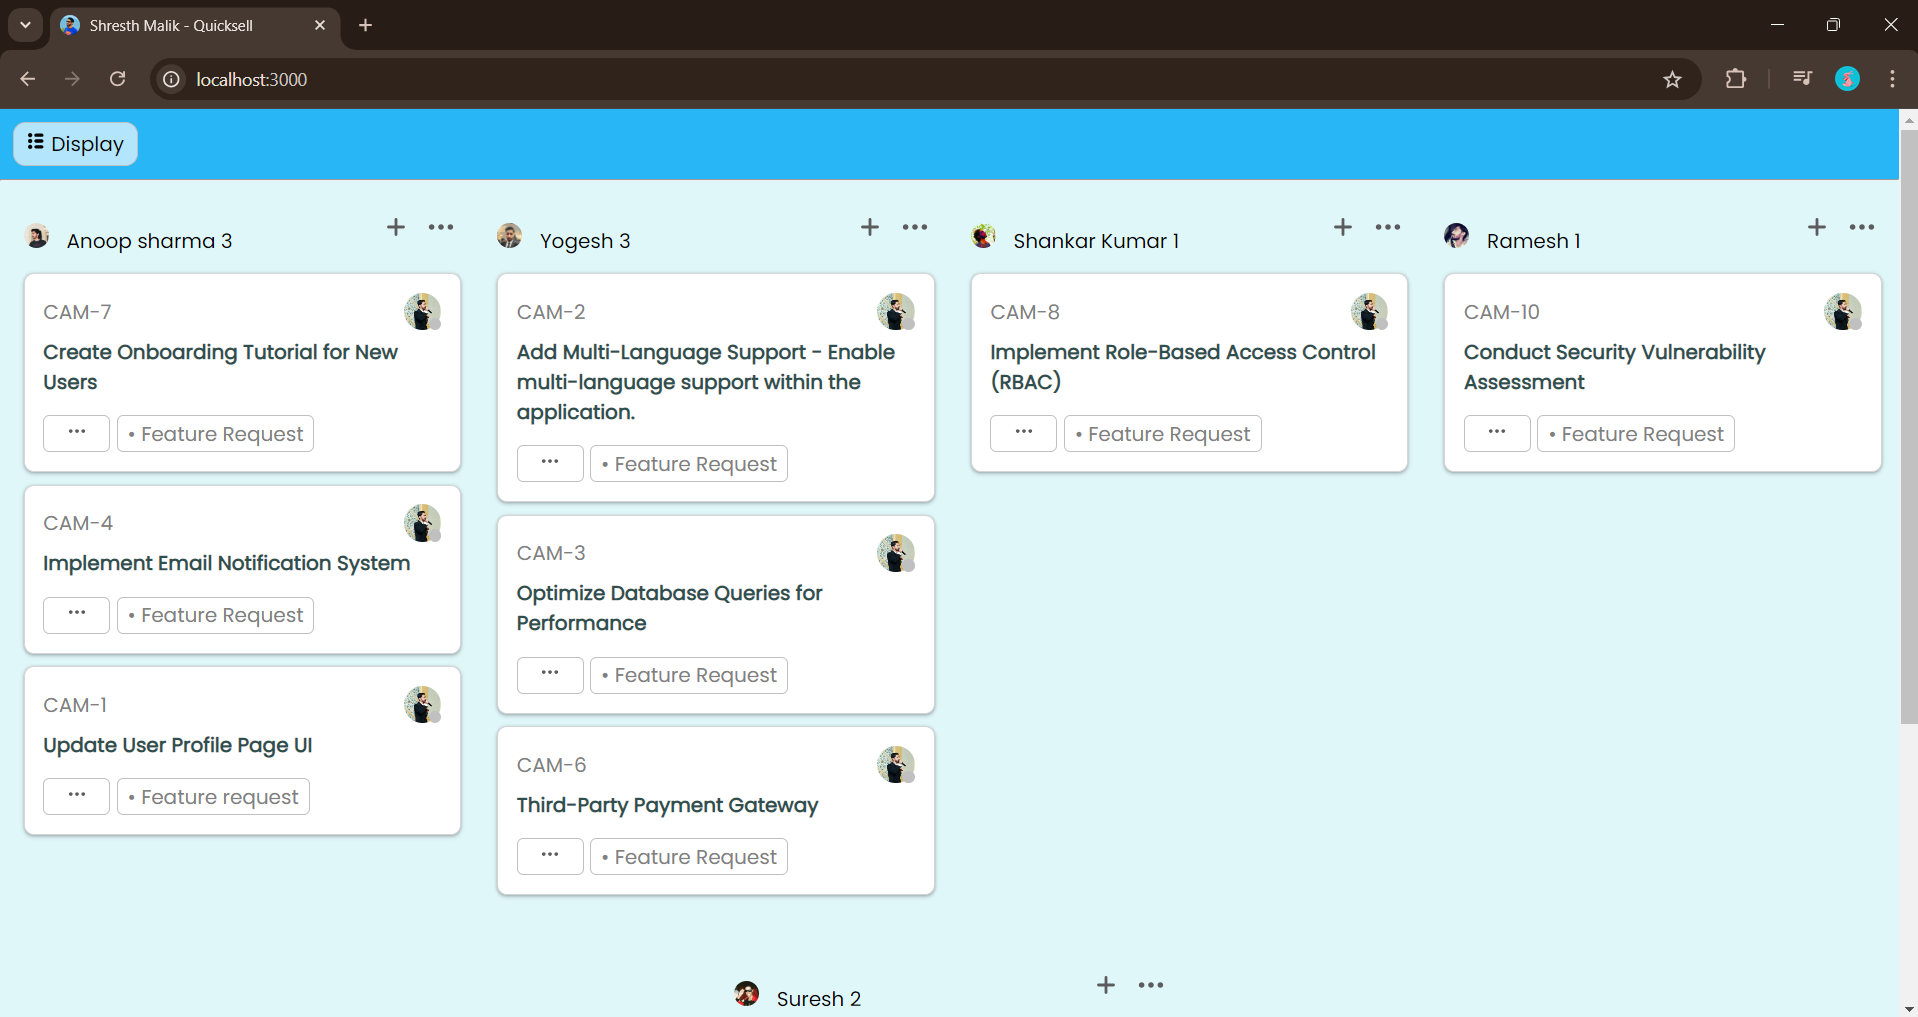 Shresth Malik - Quicksell
localhost:3000
Display
Anoop sharma 3
CAM-7
Create Onboarding Tutorial for New
Users
• Feature Request
CAM-4
Implement Email Notification System
• Feature Request
CAM-1
Update User Profile Page UI
• Feature request
Yogesh 3
CAM-2
Add Multi-Language Support - Enable
multi-language support within the
application.
• Feature Request
CAM-3
Optimize Database Queries for
Performance
• Feature Request
CAM-6
Third-Party Payment Gateway
• Feature Request
Shankar Kumar 1
CAM-8
Implement Role-Based Access Control
(RBAC)
• Feature Request
Ramesh 1
CAM-10
Conduct Security Vulnerability
Assessment
• Feature Request
Suresh 2